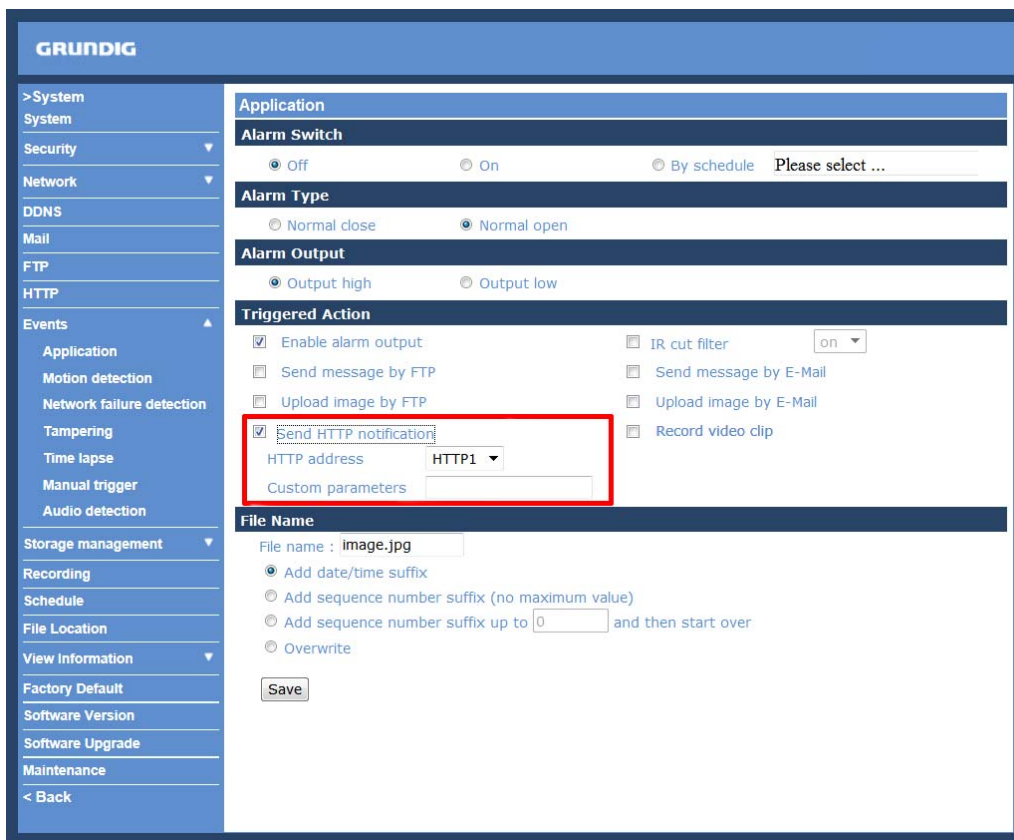 GRUNDIG
>System
System
Security
Network
DDNS
Mail
FTP
HTTP
Events
Application
Motion detection
Network failure detection
Tampering
Time lapse
Manual trigger
Audio detection
Storage management
Recording
Schedule
File Location
View Information
Factory Default
Software Version
Software Upgrade
Maintenance
< Back
Application
Alarm Switch
Off On By schedule Please select ...
Alarm Type
Normal close Normal open
Alarm Output
Output high Output low
Triggered Action
Enable alarm output IR cut filter on
Send message by FTP Send message by E-Mail
Upload image by FTP Upload image by E-Mail
Send HTTP notification Record video clip
HTTP address HTTP1
Custom parameters
File Name
File name : image.jpg
Add date/time suffix
Add sequence number suffix (no maximum value)
Add sequence number suffix up to 0 and then start over
Overwrite
Save